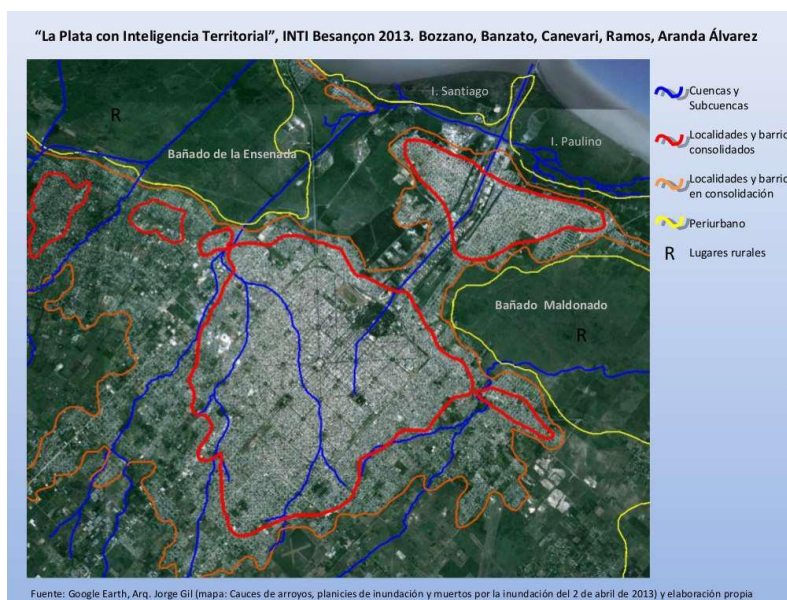 “La Plata con Inteligencia Territorial”, INTI Besançon 2013. Bozzano, Banzato, Canevari, Ramos, Aranda Álvarez
I. Santiago
R
I. Paulino
Bañado de la Ensenada
Bañado Maldonado
R
Cuencas y
Subcuencas
Localidades y barrio
consolidados
Localidades y barrio
en consolidación
Periurbano
R Lugares rurales
Fuente: Google Earth, Arq. Jorge Gil (mapa: Cauces de arroyos, planicies de inundación y muertos por la inundación del 2 de abril de 2013) y elaboración propia